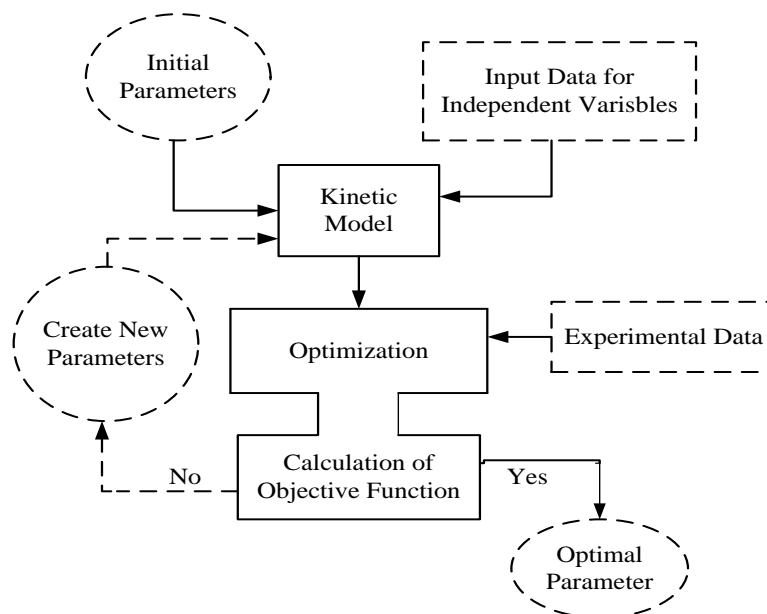 Initial
Parameters
Input Data for
Independent Varisbles
Kinetic
Model
Create New
Parameters
Optimization
Experimental Data
Calculation of
Objective Function
No
Yes
Optimal
Parameter